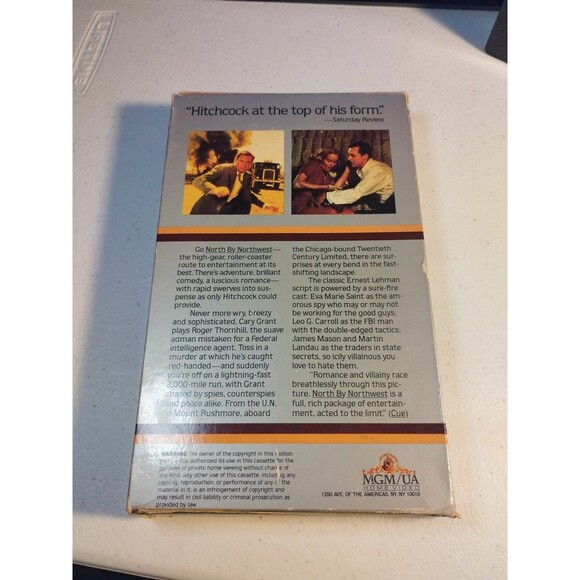 LIFETIME
"Hitchcock at the top of his form."
—Saturday Review
Go North By Northwest—
the high-gear, roller-coaster
route to entertainment at its
best. There's adventure, brilliant
comedy, a luscious romance—
with rapid swerves into sus-
pense as only Hitchcock could
provide.
Never more wry, breezy
and sophisticated, Cary Grant
plays Roger Thornhill, the suave
adman mistaken for a Federal
intelligence agent. Toss in a
murder at which he's caught
red-handed—and suddenly
you're off on a lightning-fast
2,000-mile run, with Grant
chased by spies, counterspies
and police alike. From the U.N.
to Mount Rushmore, aboard
the Chicago-bound Twentieth
Century Limited, there are sur-
prises at every bend in the fast-
shifting landscape.
The classic Ernest Lehman
script is powered by a sure-fire
cast: Eva Marie Saint as the am-
orous spy who may or may not
be working for the good guys;
Leo G. Carroll as the FBI man
with the double-edged tactics;
James Mason and Martin
Landau as the traders in state
secrets, so icily villainous you
love to hate them.
"Romance and villainy race
breathlessly through this pic-
ture. North By Northwest is a
full, rich package of entertain-
ment, acted to the limit." (Cue)
WARNING: The owner of the copyright in this motion
picture has authorized its use in this cassette for the
purpose of private home viewing without charge of
any kind. Any other use of this cassette, including any
copying, reproduction, or performance of any of the
material in it, is an infringement of copyright and
may result in civil liability or criminal prosecution as
provided by law.
MGM/UA
HOME VIDEO
1350 AVE. OF THE AMERICAS, NY, NY 10019